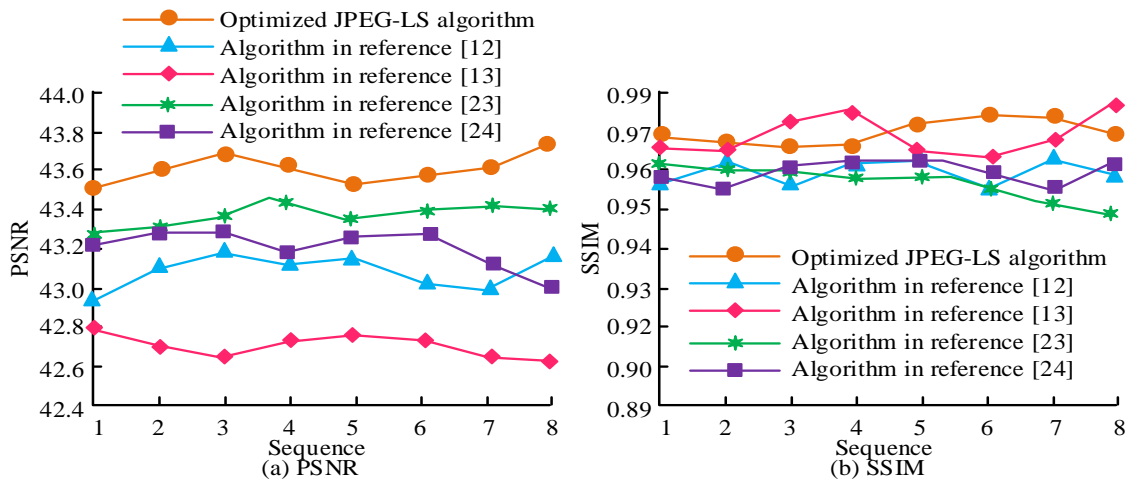 Optimized JPEG-LS algorithm
Algorithm in reference [12]
Algorithm in reference [13]
Algorithm in reference [23]
Algorithm in reference [24]
44.0
43.8
43.6
43.4
43.2
43.0
42.8
42.6
42.4
PSNR
1 2 3 4 5 6 7 8
Sequence
(a) PSNR
0.99
0.97
0.96
0.95
0.94
0.93
0.92
0.90
0.89
SSIM
Optimized JPEG-LS algorithm
Algorithm in reference [12]
Algorithm in reference [13]
Algorithm in reference [23]
Algorithm in reference [24]
1 2 3 4 5 6 7 8
Sequence
(b) SSIM